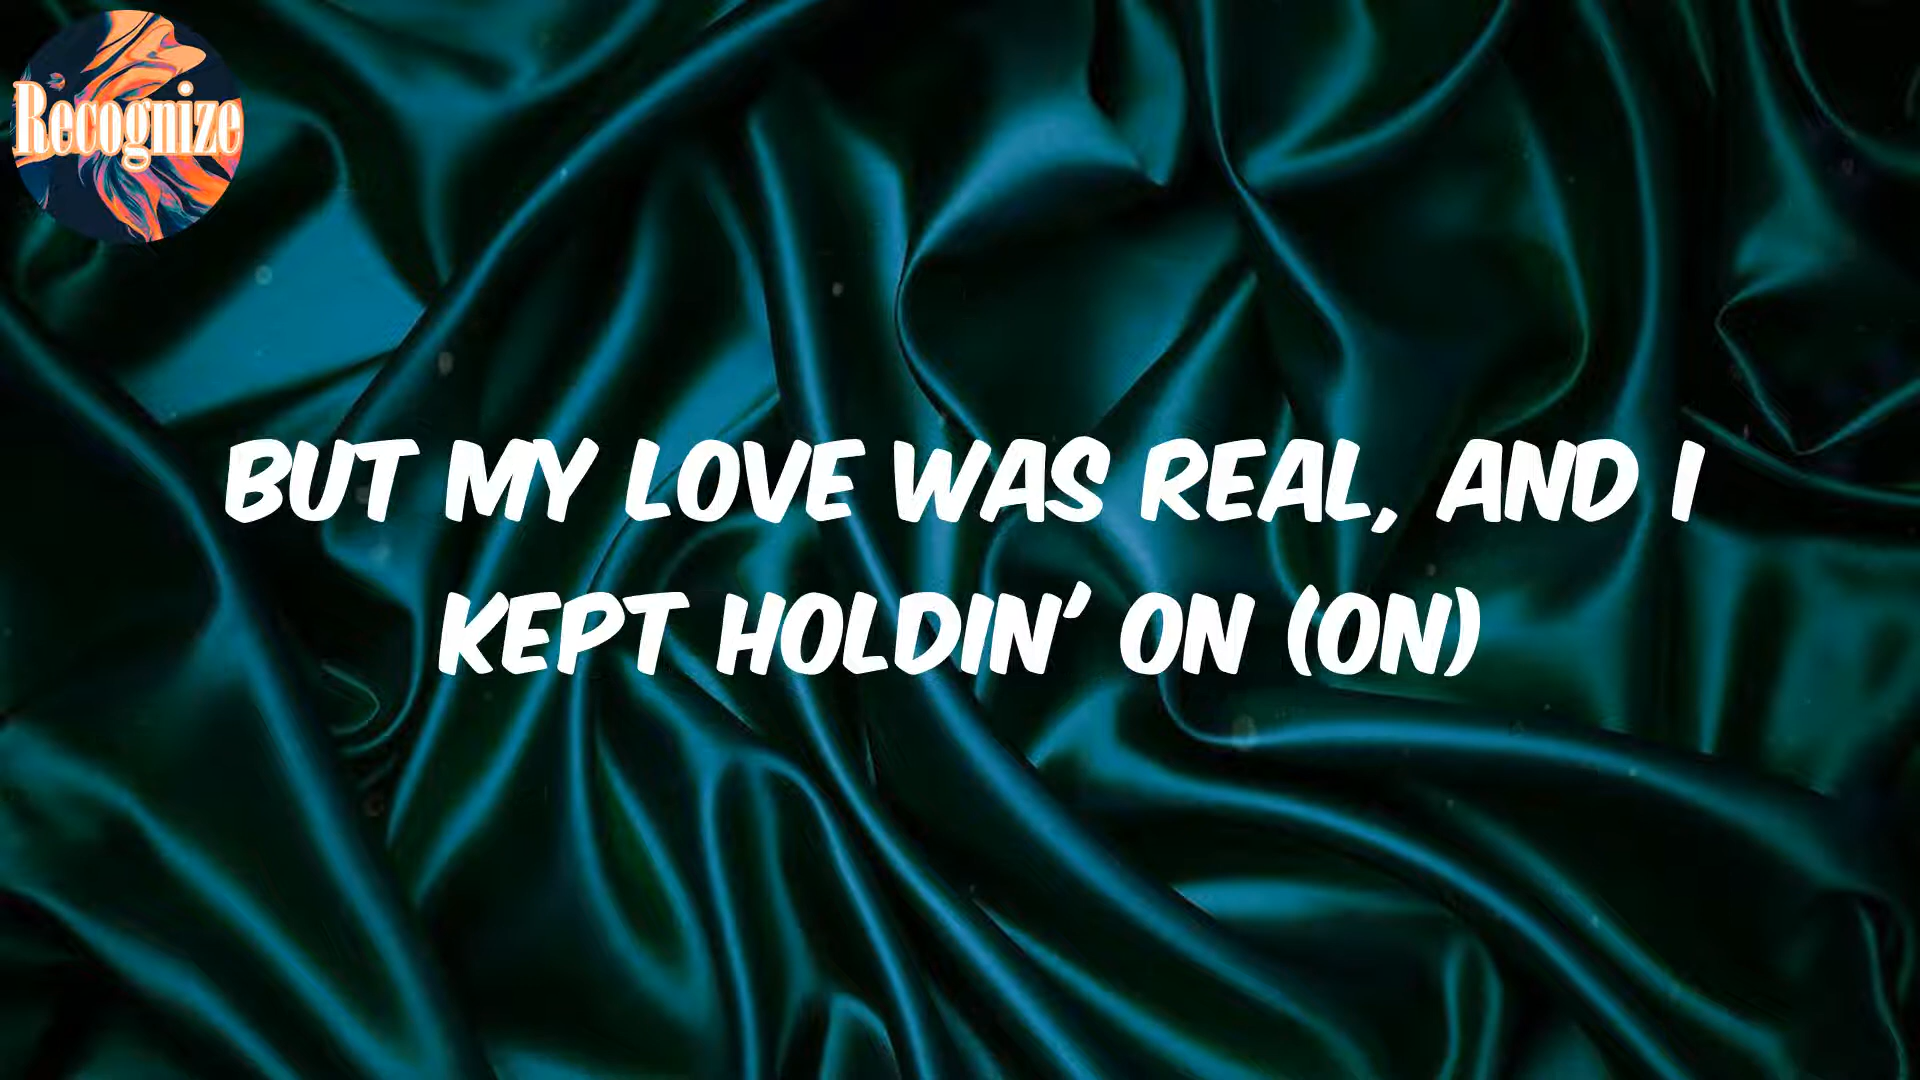 Recognize
BUT MY LOVE WAS REAL, AND I
KEPT HOLDIN' ON (ON)